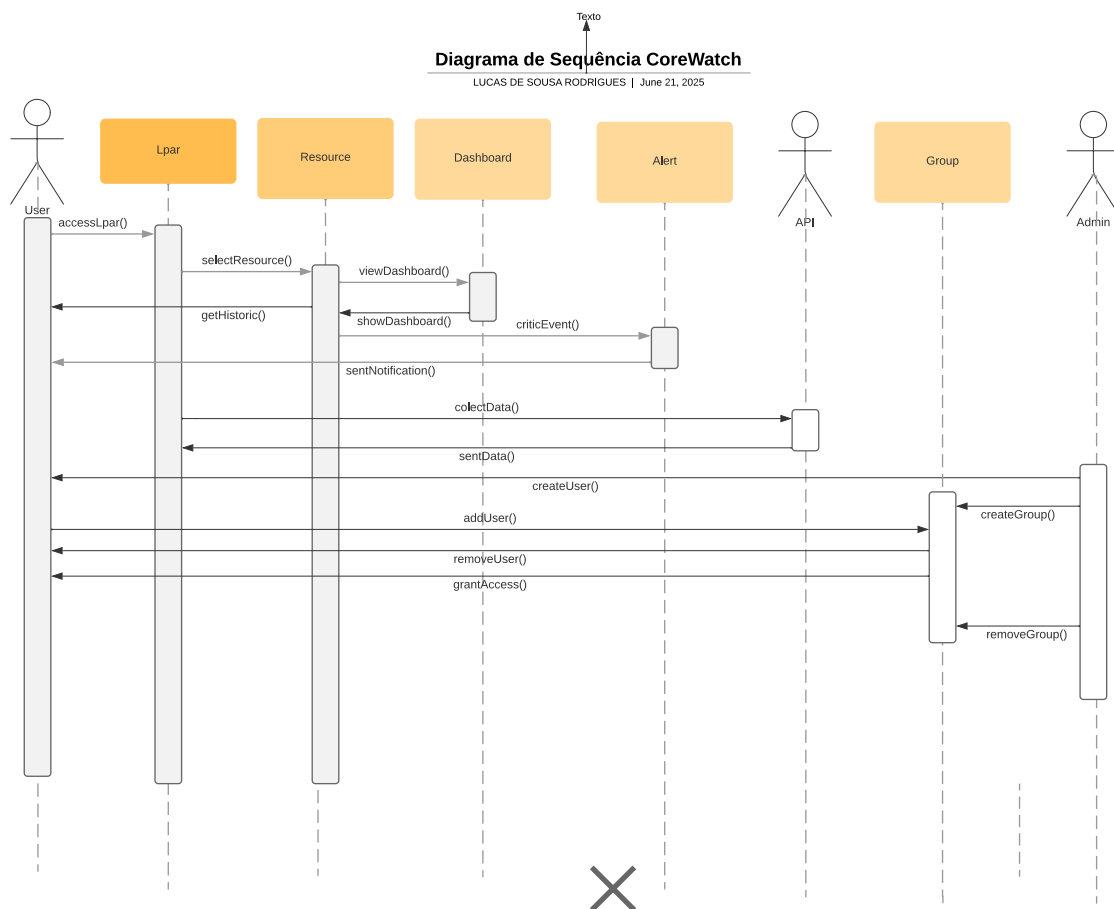 Texto
Diagrama de Sequência CoreWatch
LUCAS DE SOUSA RODRIGUES | June 21, 2025
Lpar
Resource
Dashboard
Alert
Group
User
API
Admin
accessLpar()
selectResource()
viewDashboard()
getHistoric()
showDashboard()
criticEvent()
sentNotification()
colectData()
sentData()
createUser()
createGroup()
addUser()
removeUser()
grantAccess()
removeGroup()